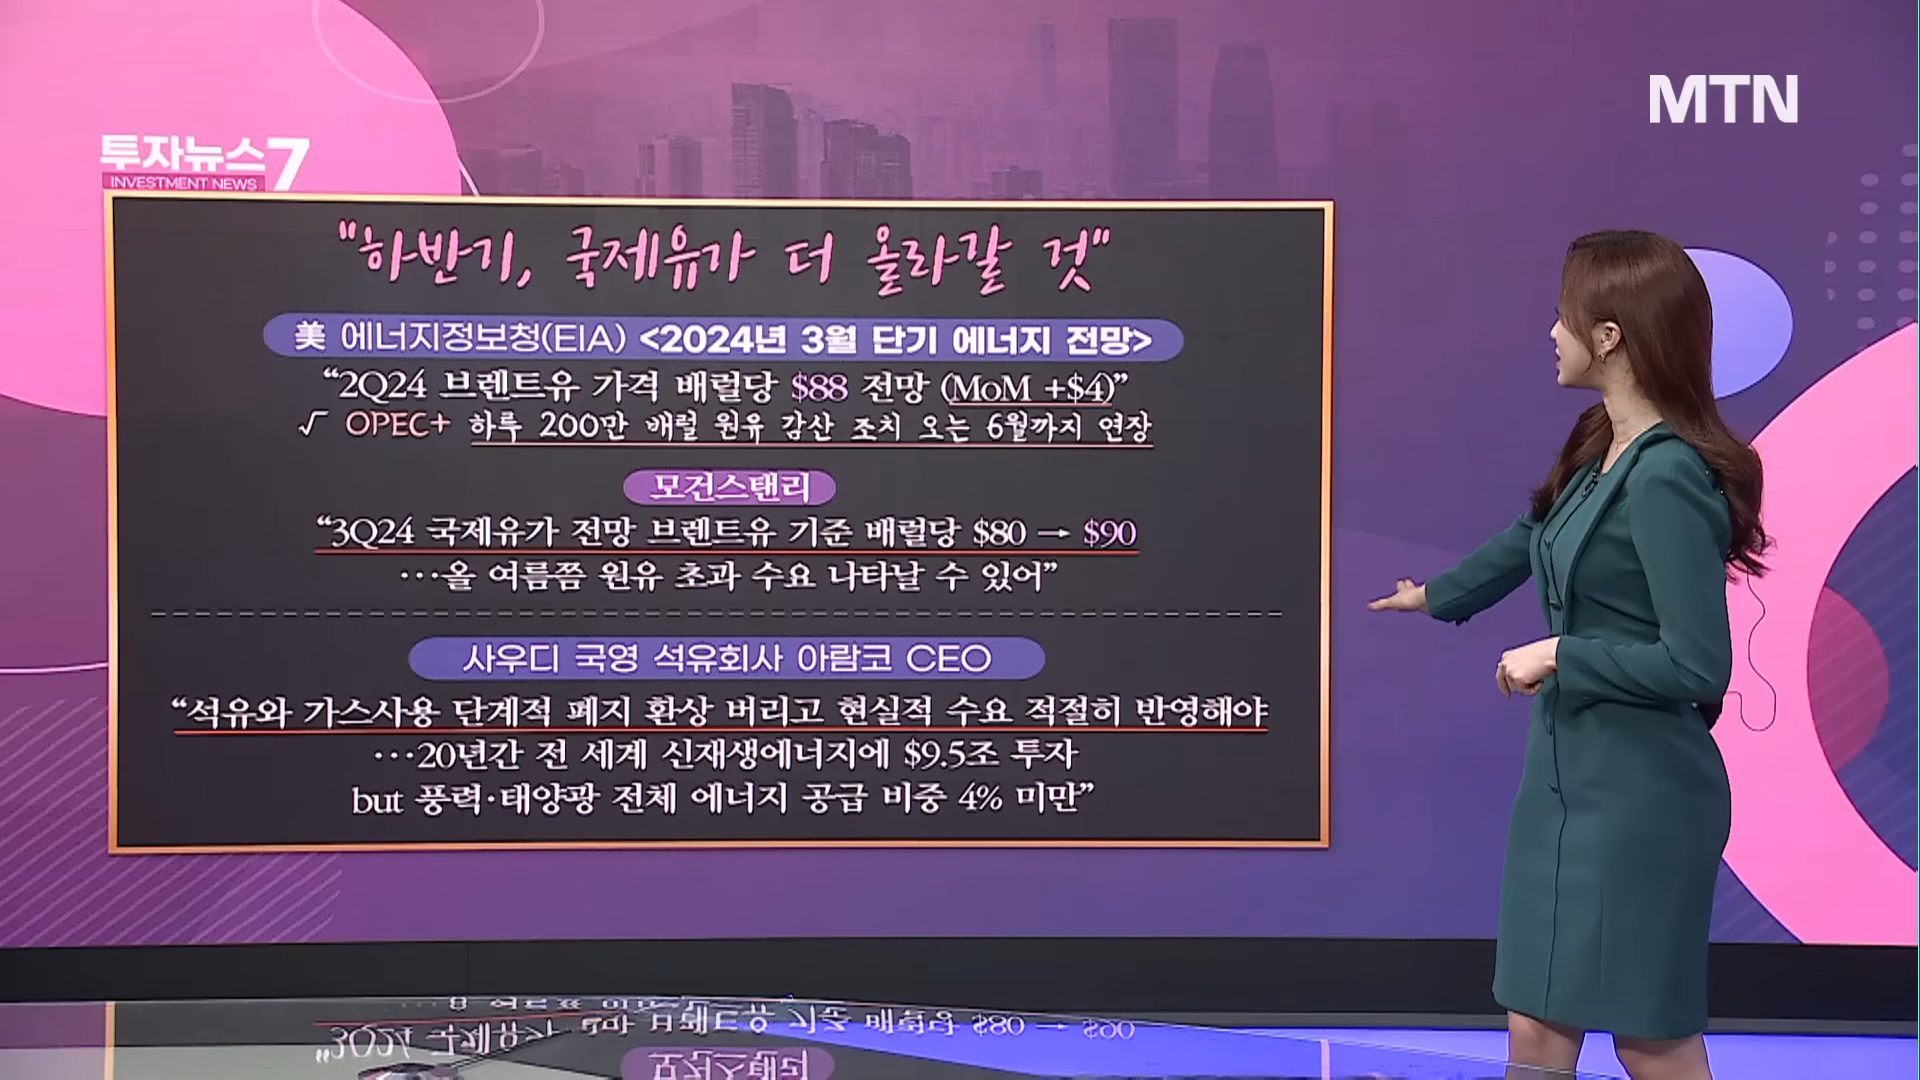 MTN
투자뉴스7
INVESTMENT NEWS
"하반기, 국제유가 더 올라갈 것"
美 에너지정보청(EIA) <2024년 3월 단기 에너지 전망>
“2Q24 브렌트유 가격 배럴당 $88 전망 (MoM +$4)”
√ OPEC+ 하루 200만 배럴 원유 감산 조치 오는 6월까지 연장
모건스탠리
“3Q24 국제유가 전망 브렌트유 기준 배럴당 $80 → $90
…올 여름쯤 원유 초과 수요 나타날 수 있어”
사우디 국영 석유회사 아람코 CEO
“석유와 가스사용 단계적 폐지 환상 버리고 현실적 수요 적절히 반영해야
…20년간 전 세계 신재생에너지에 $9.5조 투자
but 풍력·태양광 전체 에너지 공급 비중 4% 미만”